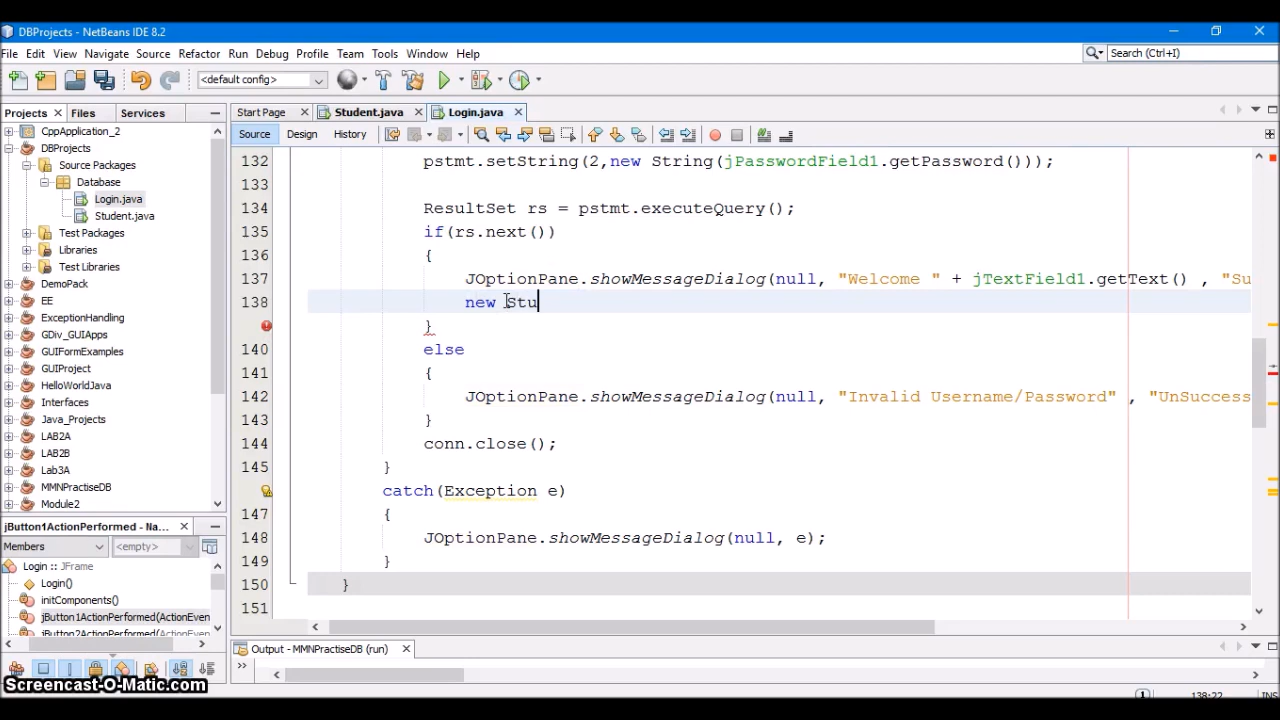 DBProjects - NetBeans IDE 8.2
File Edit View Navigate Source Refactor Run Debug Profile Team Tools Window Help
Search (Ctrl+I)
<default config>
Projects Files Services
Start Page Student.java Login.java
Source Design History
CppApplication_2
DBProjects
Source Packages
Database
Login.java
Student.java
Test Packages
Libraries
Test Libraries
DemoPack
EE
ExceptionHandling
GDiv_GUIApp
GUIFormExamples
GUIProject
HelloWorldJava
Interfaces
Java_Projects
LAB2A
LAB2B
Lab3A
MMNPractiseDB
Module2
132 pstmt.setString(2,new String(jPasswordField1.getPassword()));
133
134 ResultSet rs = pstmt.executeQuery();
135 if(rs.next())
136 {
137 JOptionPane.showMessageDialog(null, "Welcome " + jTextField1.getText() , "Su
138 new Stu
}
140 else
141 {
142 JOptionPane.showMessageDialog(null, "Invalid Username/Password" , "UnSuccess
143 }
144 conn.close();
145 }
catch(Exception e)
147 {
148 JOptionPane.showMessageDialog(null, e);
149 }
150 }
151
jButton1ActionPerformed - Na...
Members <empty>
Login :: JFrame
Login()
initComponents()
jButton1ActionPerformed(ActionEven
jButton2ActionPerformed(ActionEven
Output - MMNPractiseDB (run)
Screencast-O-Matic.com
1 138:22 INS